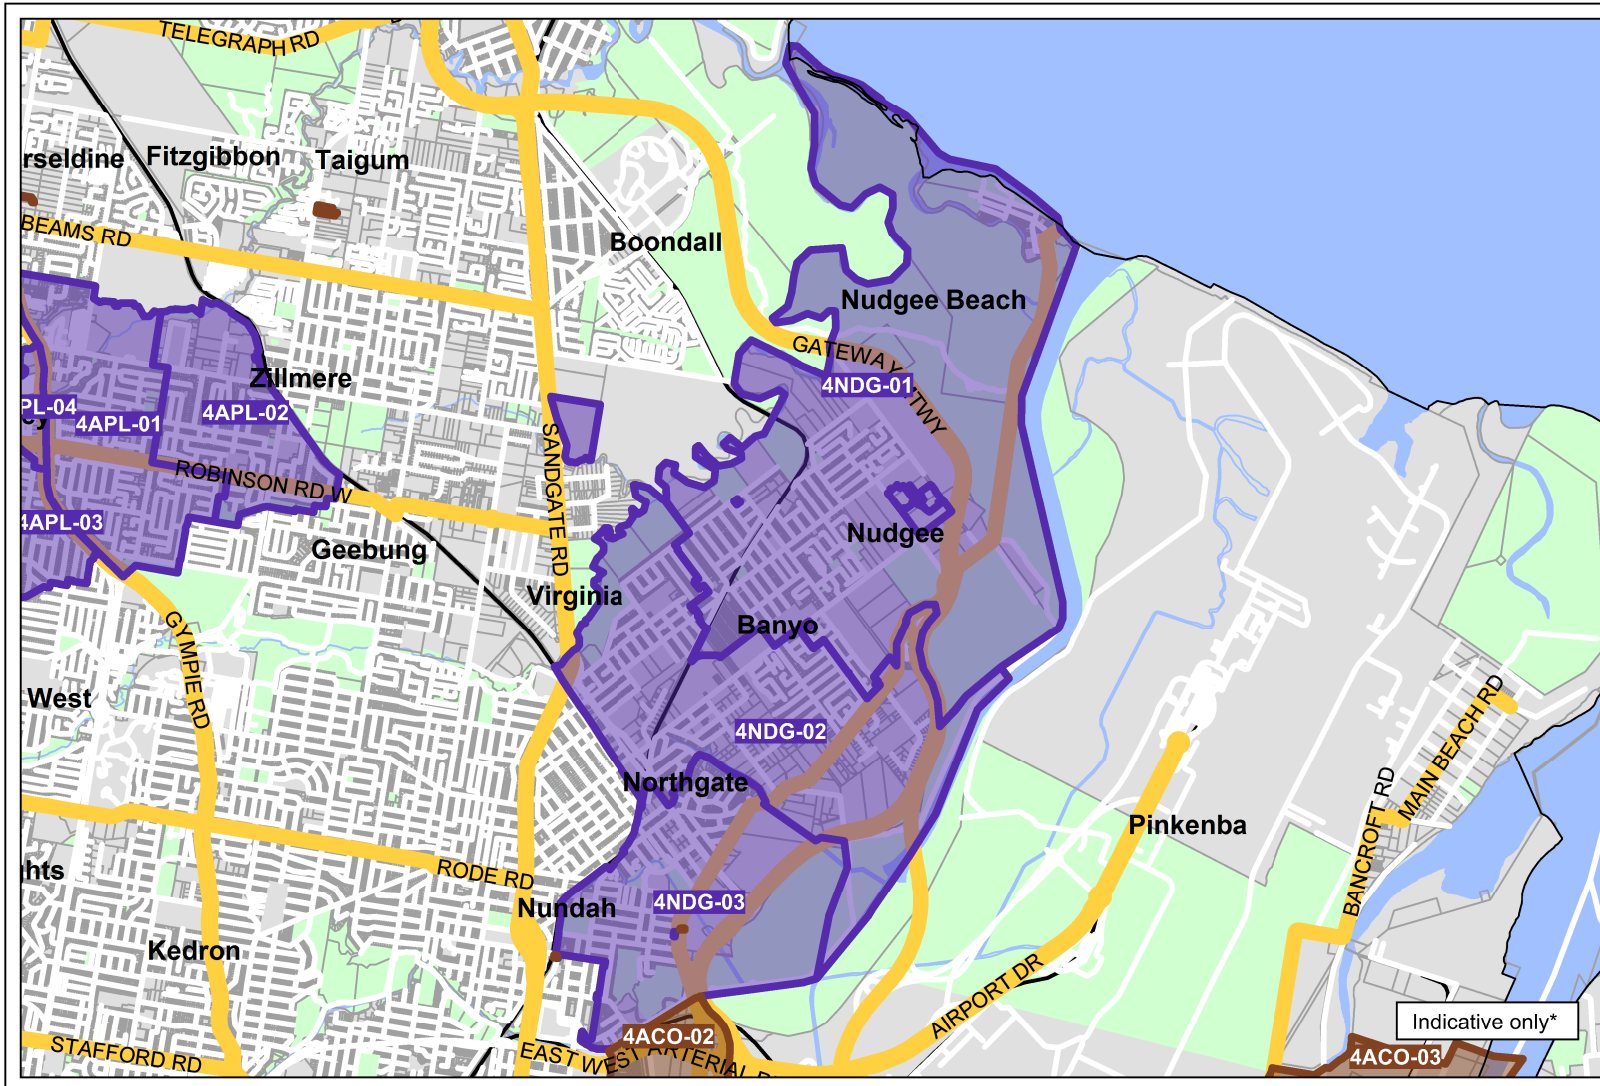 TELEGRAPH RD
rseldine
Fitzgibbon
Taigum
BEAMS RD
Boondall
Nudgee Beach
GATEWAY MTWY
4NDG-01
Zillmere
PL-04
4APL-01
4APL-02
ey
SANDGATE RD
ROBINSON RD W
4APL-03
Nudgee
Geebung
Virginia
Banyo
GYMPIE RD
West
4NDG-02
MAIN BEACH RD
Northgate
BANCROFT RD
Pinkenba
RODE RD
ghts
4NDG-03
Nundah
Kedron
AIRPORT DR
Indicative only*
4ACO-02
STAFFORD RD
EAST WEST ARTERIAL R
4ACO-03